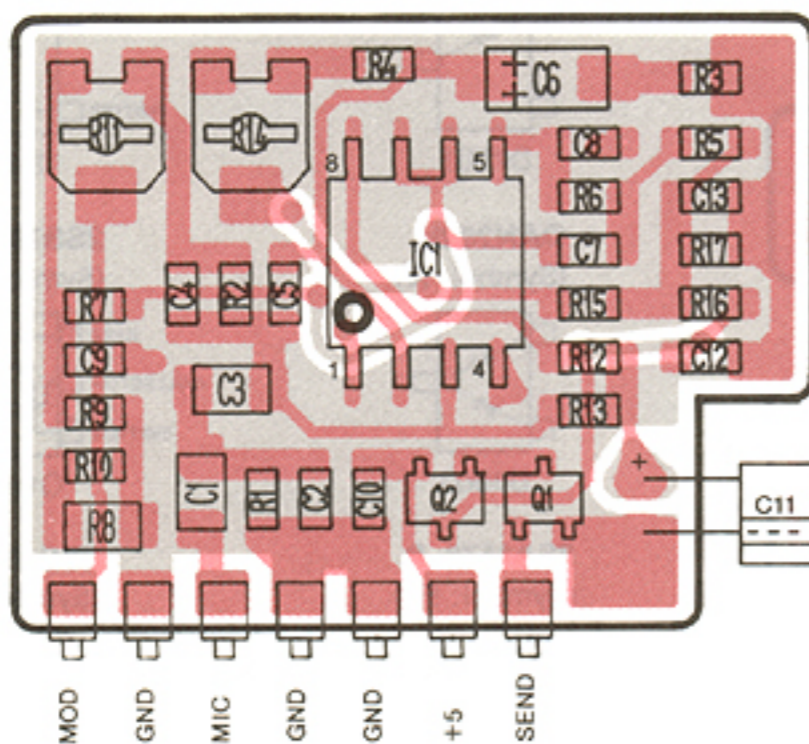 R11 R14 R4 C6 R3
8 5 C8 R5
R6 C13
IC1 C7 R17
R7 C4 R2 C5 R15 R16
C9 1 4 R12 C12
C3
R9 R13
R10 C1 R1 C2 C10 Q2 Q1 +
R8 C11
MOD GND MIC GND GND +5 SEND